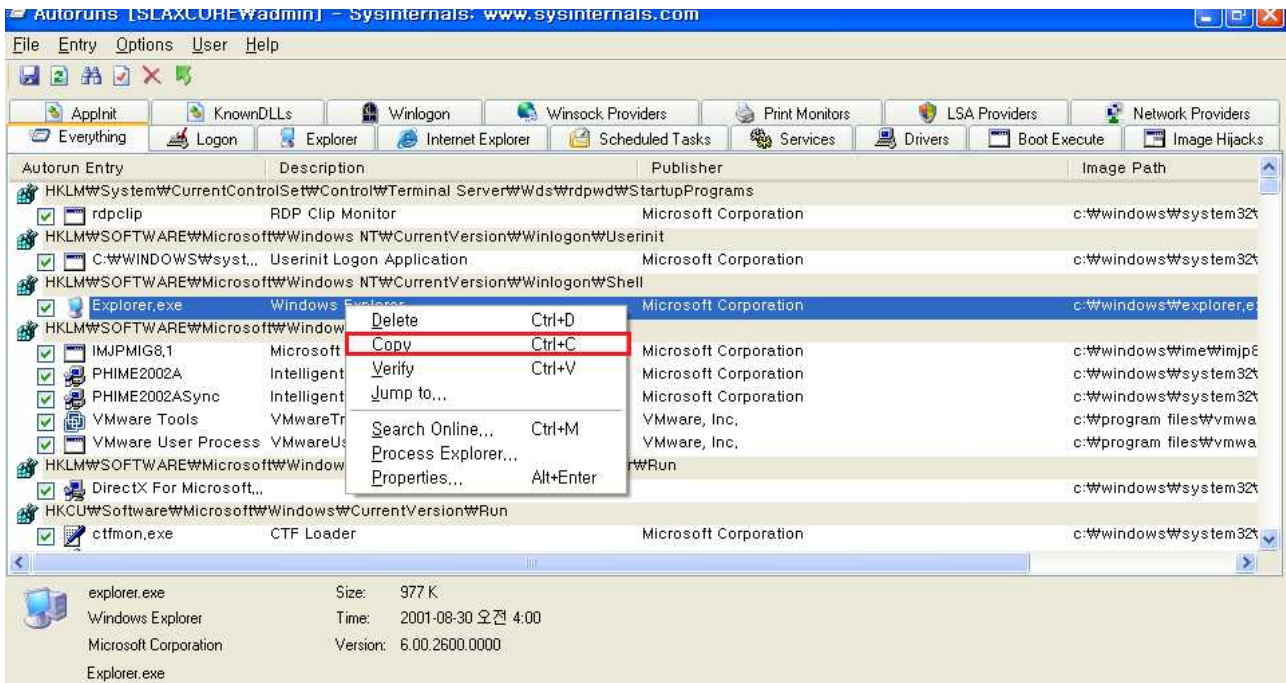 Autoruns [SLAXCURE₩admin] - Sysinternals: www.sysinternals.com
File Entry Options User Help
AppInit KnownDLLs Winlogon Winsock Providers Print Monitors LSA Providers Network Providers
Everything Logon Explorer Internet Explorer Scheduled Tasks Services Drivers Boot Execute Image Hijacks
Autorun Entry Description Publisher Image Path
HKLM₩System₩CurrentControlSet₩Control₩Terminal Server₩Wds₩rdpwd₩StartupPrograms
rdpclip RDP Clip Monitor Microsoft Corporation c:₩windows₩system32₩
HKLM₩SOFTWARE₩Microsoft₩Windows NT₩CurrentVersion₩Winlogon₩Userinit
C:₩WINDOWS₩syst... Userinit Logon Application Microsoft Corporation c:₩windows₩system32₩
HKLM₩SOFTWARE₩Microsoft₩Windows NT₩CurrentVersion₩Winlogon₩Shell
Explorer.exe Windows Explorer Microsoft Corporation c:₩windows₩explorer.e
HKLM₩SOFTWARE₩Microsoft₩Window
IMJPMIG8.1 Microsoft Microsoft Corporation c:₩windows₩ime₩imjp8
PHIME2002A Intelligent Microsoft Corporation c:₩windows₩system32₩
PHIME2002ASync Intelligent Microsoft Corporation c:₩windows₩system32₩
VMware Tools VMwareTr VMware, Inc. c:₩program files₩vmwa
VMware User Process VMwareUs VMware, Inc. c:₩program files₩vmwa
HKLM₩SOFTWARE₩Microsoft₩Window r₩Run
DirectX For Microsoft... c:₩windows₩system32₩
HKCU₩Software₩Microsoft₩Windows₩CurrentVersion₩Run
ctfmon.exe CTF Loader Microsoft Corporation c:₩windows₩system32₩
Delete Ctrl+D
Copy Ctrl+C
Verify Ctrl+V
Jump to...
Search Online... Ctrl+M
Process Explorer...
Properties... Alt+Enter
explorer.exe Size: 977 K
Windows Explorer Time: 2001-08-30 오전 4:00
Microsoft Corporation Version: 6.00.2600.0000
Explorer.exe